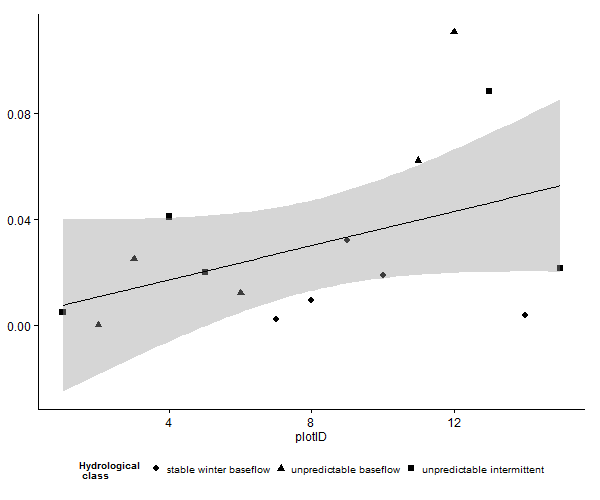 0.08
0.04
0.00
4 8 12
plotID
Hydrological
class
stable winter baseflow unpredictable baseflow unpredictable intermittent